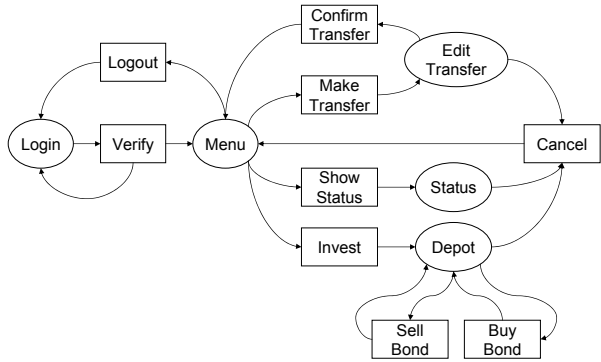 Confirm
Transfer
Edit
Transfer
Logout
Make
Transfer
Login
Verify
Menu
Cancel
Show
Status
Status
Invest
Depot
Sell
Bond
Buy
Bond